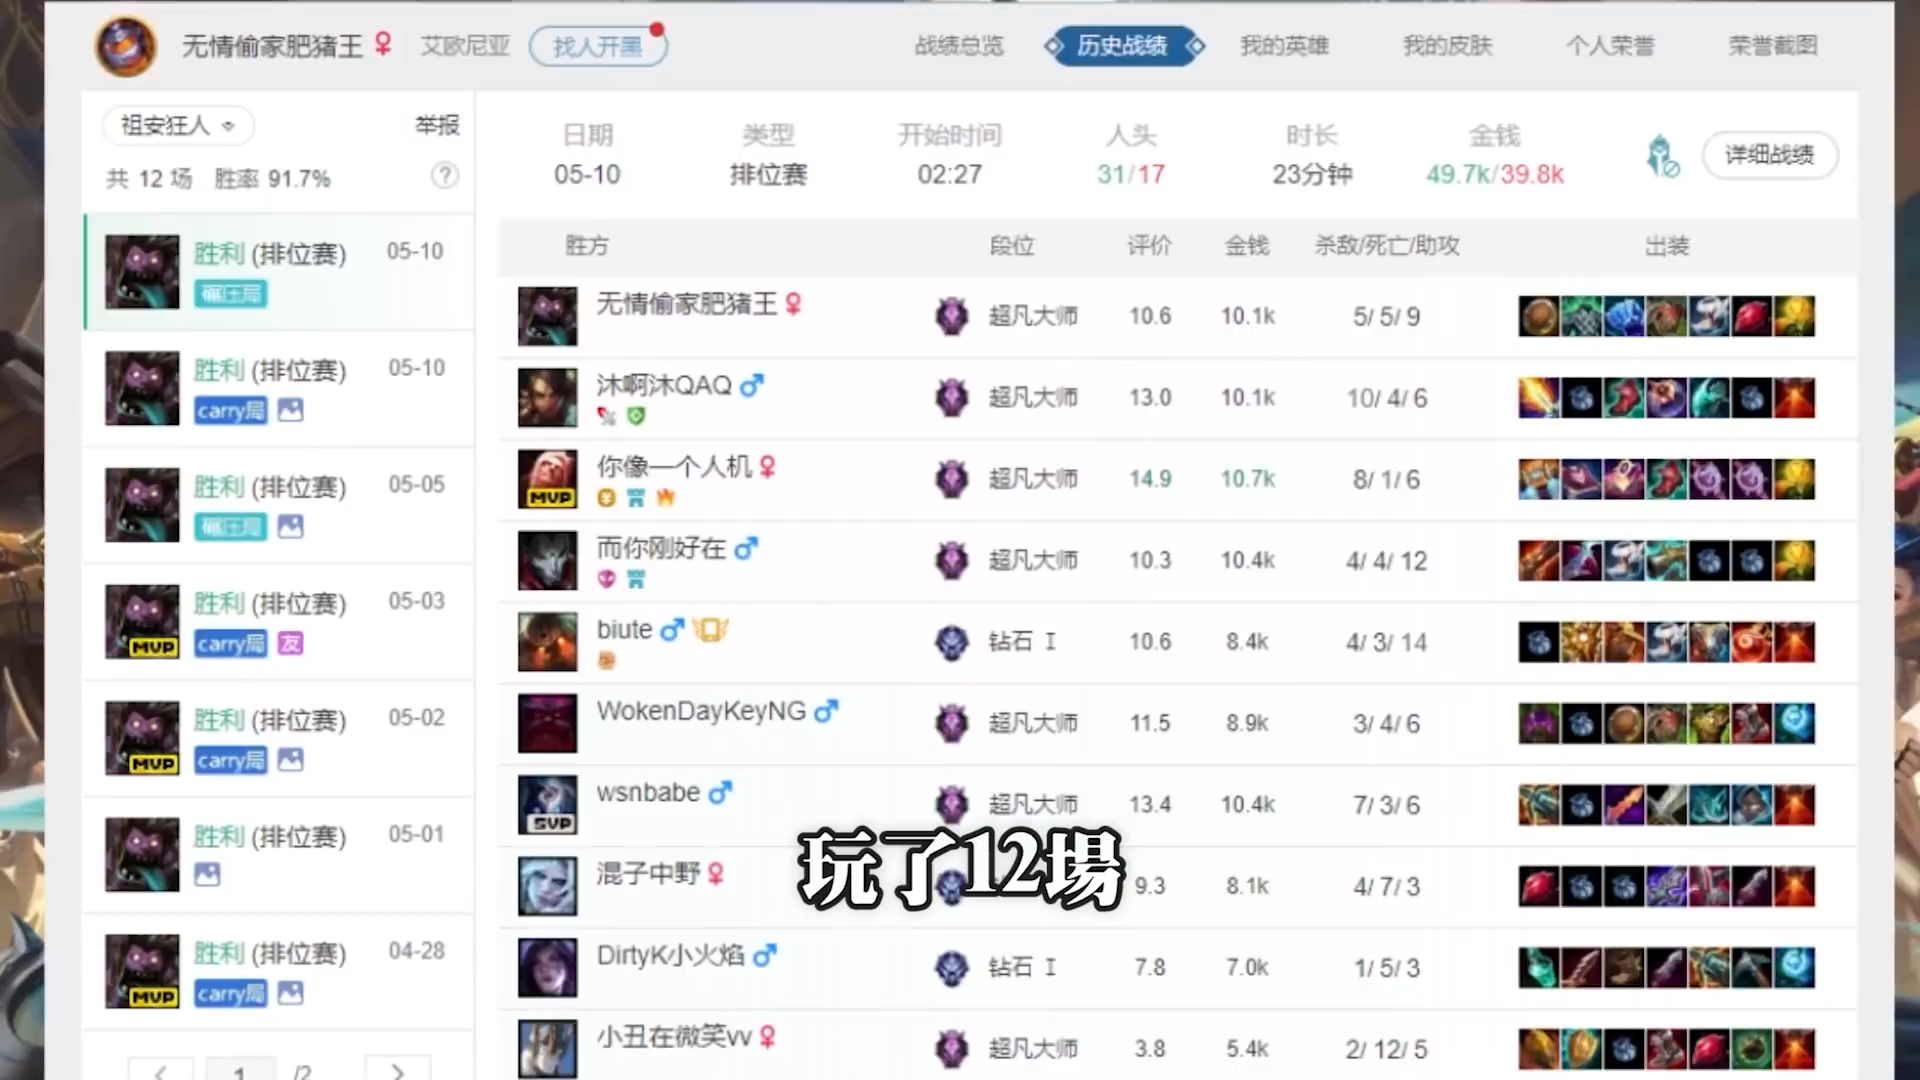 无情偷家肥猪王 艾欧尼亚 找人开黑 战绩总览 历史战绩 我的英雄 我的皮肤 个人荣誉 荣誉截图
祖安狂人 举报
共 12 场 胜率 91.7%
胜利 (排位赛) 05-10
碾压局
胜利 (排位赛) 05-10
carry局
胜利 (排位赛) 05-05
碾压局
胜利 (排位赛) 05-03
MVP carry局 友
胜利 (排位赛) 05-02
MVP carry局
胜利 (排位赛) 05-01
胜利 (排位赛) 04-28
MVP carry局
1 /2
日期 类型 开始时间 人头 时长 金钱
05-10 排位赛 02:27 31/17 23分钟 49.7k/39.8k 详细战绩
胜方 段位 评价 金钱 杀敌/死亡/助攻 出装
无情偷家肥猪王 超凡大师 10.6 10.1k 5/ 5/ 9
沐啊沐QAQ 超凡大师 13.0 10.1k 10/ 4/ 6
你像一个人机 超凡大师 14.9 10.7k 8/ 1/ 6
MVP
而你刚好在 超凡大师 10.3 10.4k 4/ 4/ 12
biute 钻石 I 10.6 8.4k 4/ 3/ 14
WokenDayKeyNG 超凡大师 11.5 8.9k 3/ 4/ 6
wsnbabe 超凡大师 13.4 10.4k 7/ 3/ 6
SVP
混子中野 9.3 8.1k 4/ 7/ 3
玩了12場
DirtyK小火焰 钻石 I 7.8 7.0k 1/ 5/ 3
小丑在微笑vv 超凡大师 3.8 5.4k 2/ 12/ 5